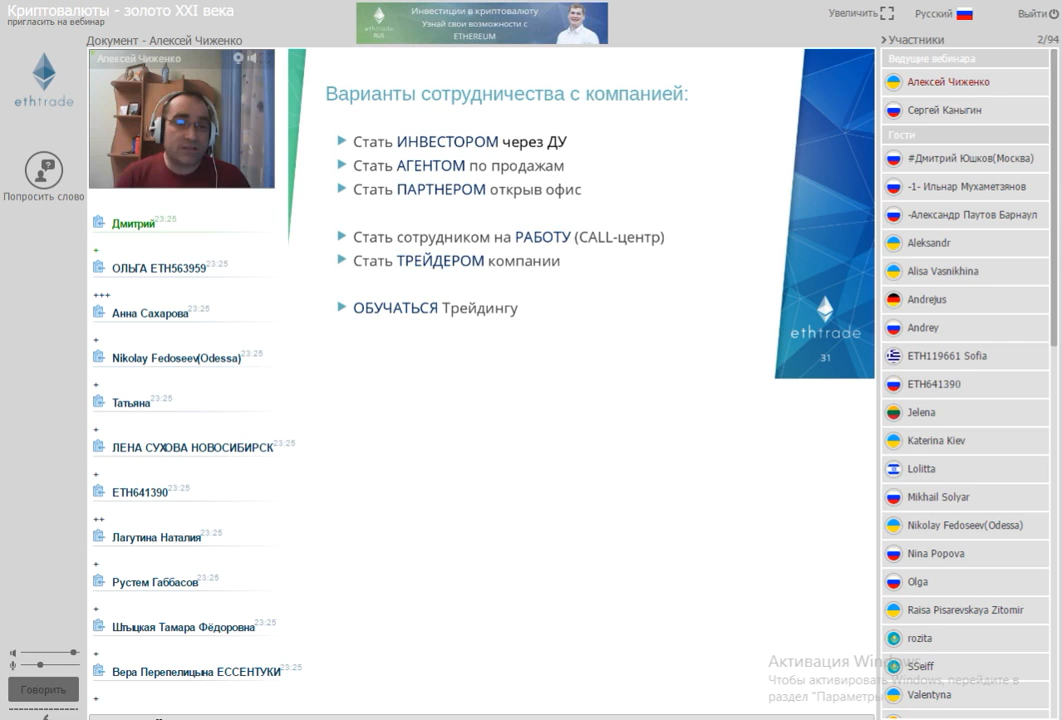 Криптовалюты - золото XXI века
пригласить на вебинар
Инвестиции в криптовалюту
Узнай свои возможности с
ETHEREUM
ethtrade
RUS
Увеличить
Русский
Выйти
Документ - Алексей Чиженко
Участники
2/94
ethtrade
Попросить слово
Говорить
Алексей Чиженко
Дмитрий 23:25
+
ОЛЬГА ETH563959 23:25
+++
Анна Сахарова 23:25
+
Nikolay Fedoseev(Odessa) 23:25
+
Татьяна 23:25
+
ЛЕНА СУХОВА НОВОСИБИРСК 23:25
+
ETH641390 23:25
++
Лагутина Наталия 23:25
+
Рустем Габбасов 23:25
+
Шлыцкая Тамара Фёдоровна 23:25
+
Вера Перепелицына ЕССЕНТУКИ 23:25
+
Варианты сотрудничества с компанией:
Стать ИНВЕСТОРОМ через ДУ
Стать АГЕНТОМ по продажам
Стать ПАРТНЕРОМ открыв офис
Стать сотрудником на РАБОТУ (CALL-центр)
Стать ТРЕЙДЕРОМ компании
ОБУЧАТЬСЯ Трейдингу
ethtrade
31
Ведущие вебинара
Алексей Чиженко
Сергей Каныгин
Гости
#Дмитрий Юшков(Москва)
-1- Ильнар Мухаметзянов
-Александр Паутов Барнаул
Aleksandr
Alisa Vasnikhina
Andrejus
Andrey
ETH119661 Sofia
ETH641390
Jelena
Katerina Kiev
Lolitta
Mikhail Solyar
Nikolay Fedoseev(Odessa)
Nina Popova
Olga
Raisa Pisarevskaya Zitomir
rozita
SSeiff
Valentyna
Активация Windows
Чтобы активировать Windows, перейдите в
раздел "Параметры